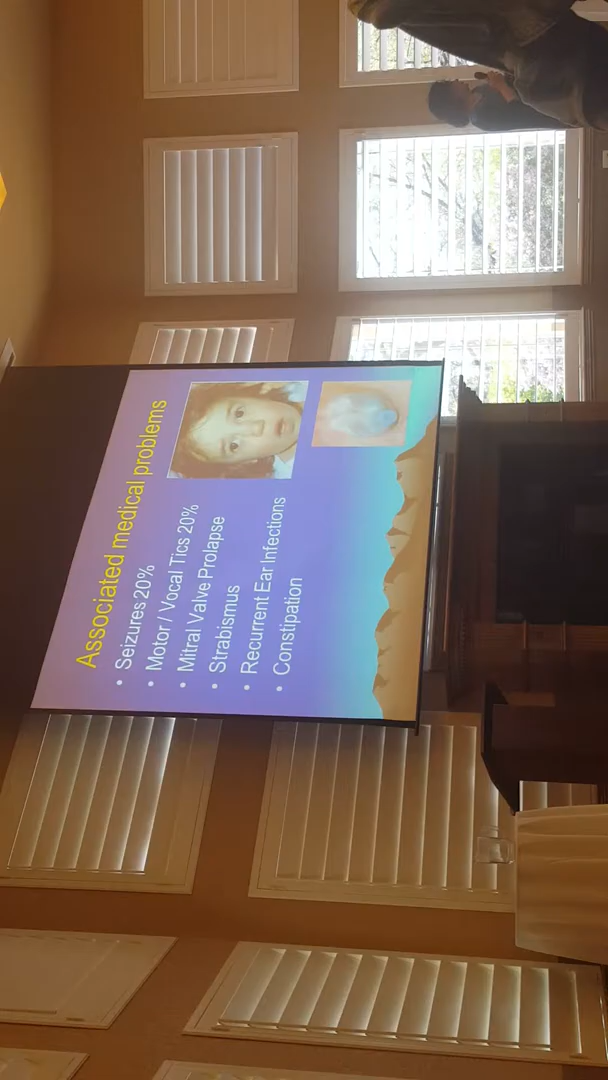 Associated medical problems
• Seizures 20%
• Motor / Vocal Tics 20%
• Mitral Valve Prolapse
• Strabismus
• Recurrent Ear Infections
• Constipation